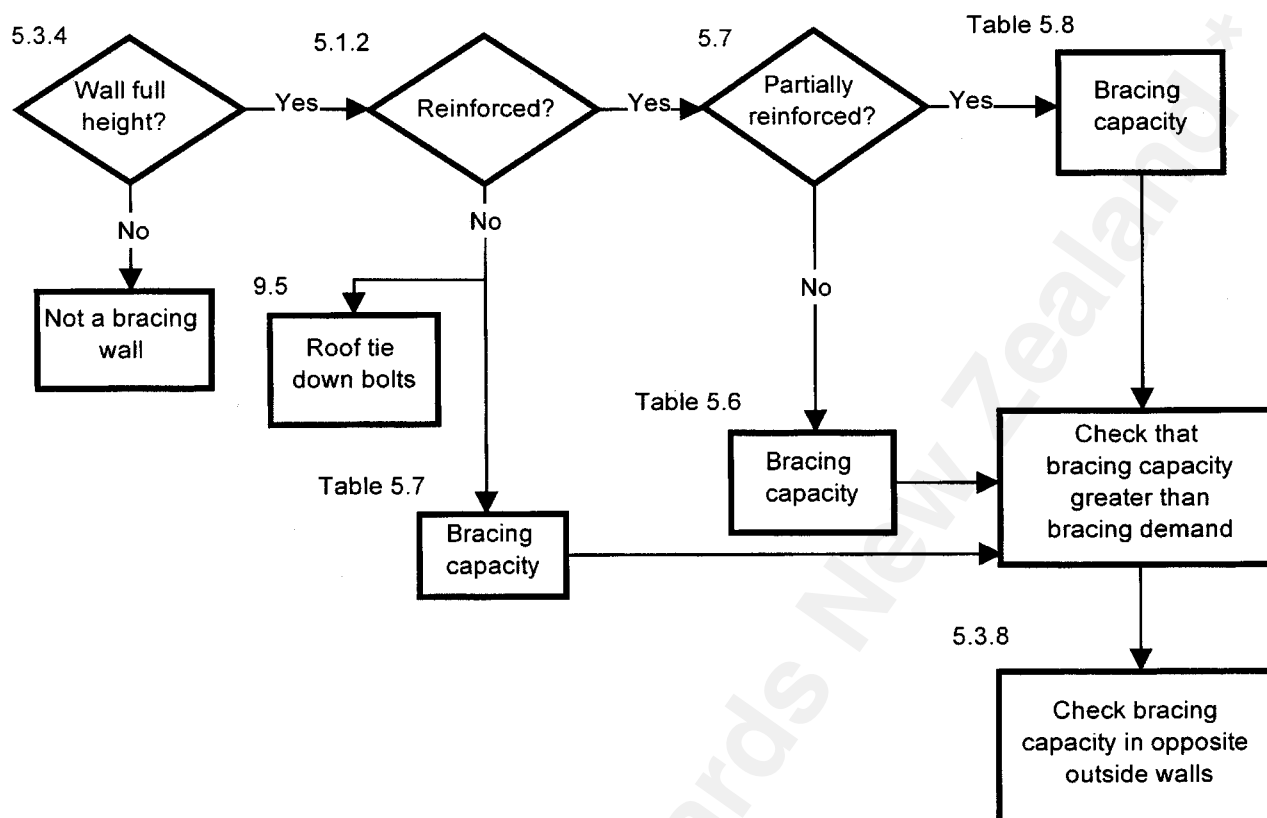 5.3.4
Wall full
height?
Yes
No
Not a bracing
wall
5.1.2
Reinforced?
Yes
No
9.5
Roof tie
down bolts
Table 5.7
Bracing
capacity
5.7
Partially
reinforced?
Yes
No
Table 5.6
Bracing
capacity
Table 5.8
Bracing
capacity
Check that
bracing capacity
greater than
bracing demand
5.3.8
Check bracing
capacity in opposite
outside walls
ards New Zealand *